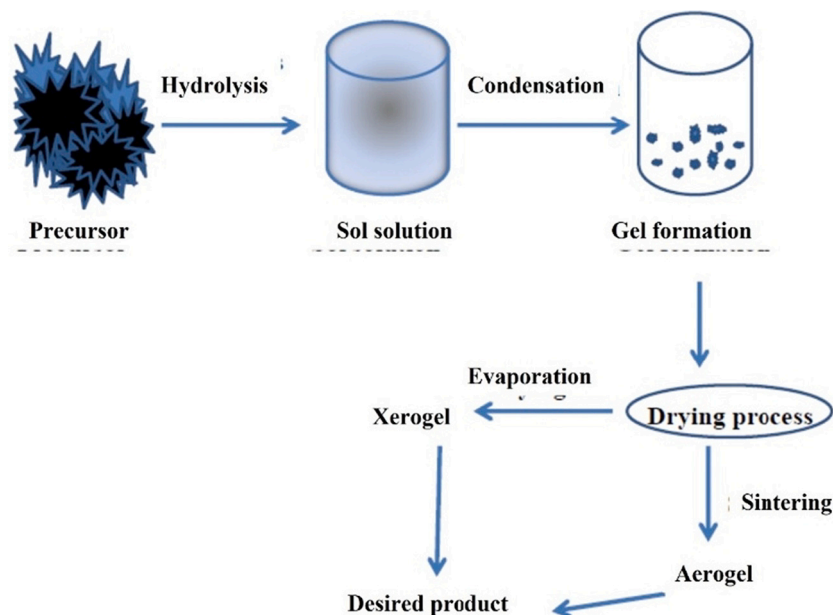 Hydrolysis
Condensation
Precursor
Sol solution
Gel formation
Evaporation
Xerogel
Drying process
Sintering
Aerogel
Desired product